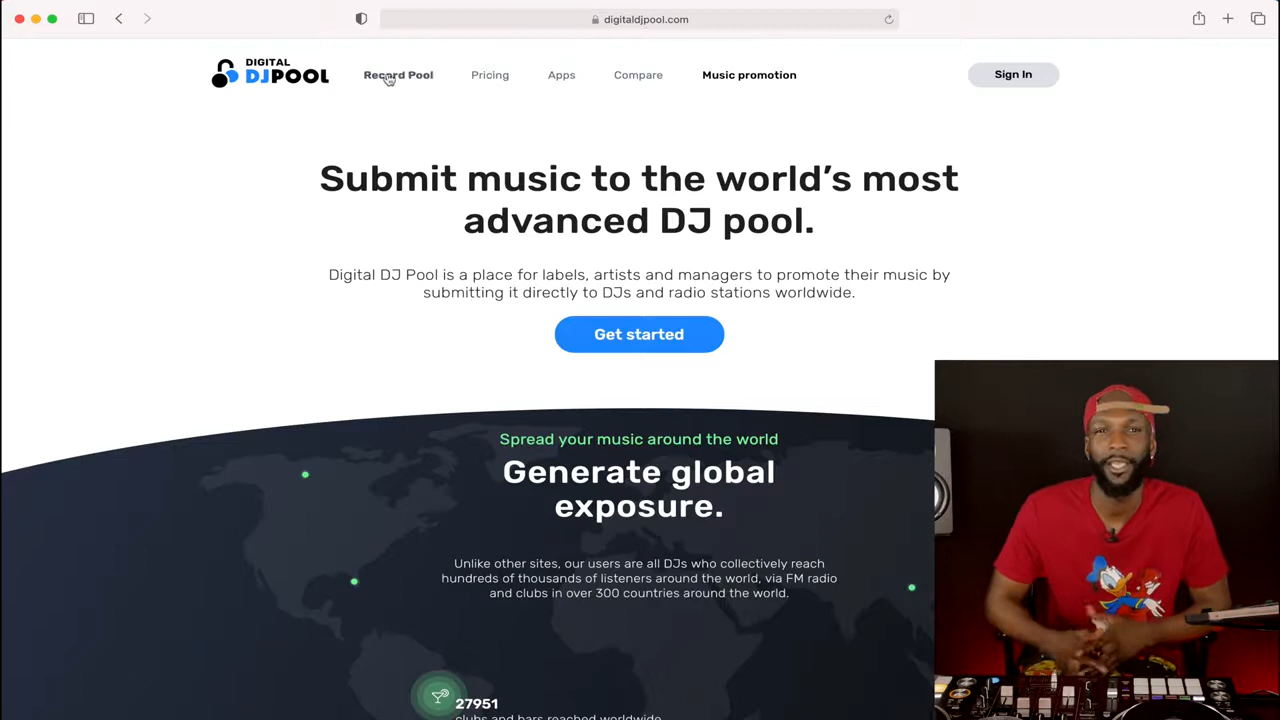 digitaldjpool.com
DIGITAL
DJPOOL
Record Pool
Pricing
Apps
Compare
Music promotion
Sign In
Submit music to the world's most
advanced DJ pool.
Digital DJ Pool is a place for labels, artists and managers to promote their music by
submitting it directly to DJs and radio stations worldwide.
Get started
Spread your music around the world
Generate global
exposure.
Unlike other sites, our users are all DJs who collectively reach
hundreds of thousands of listeners around the world, via FM radio
and clubs in over 300 countries around the world.
27951
clubs and bars reached worldwide